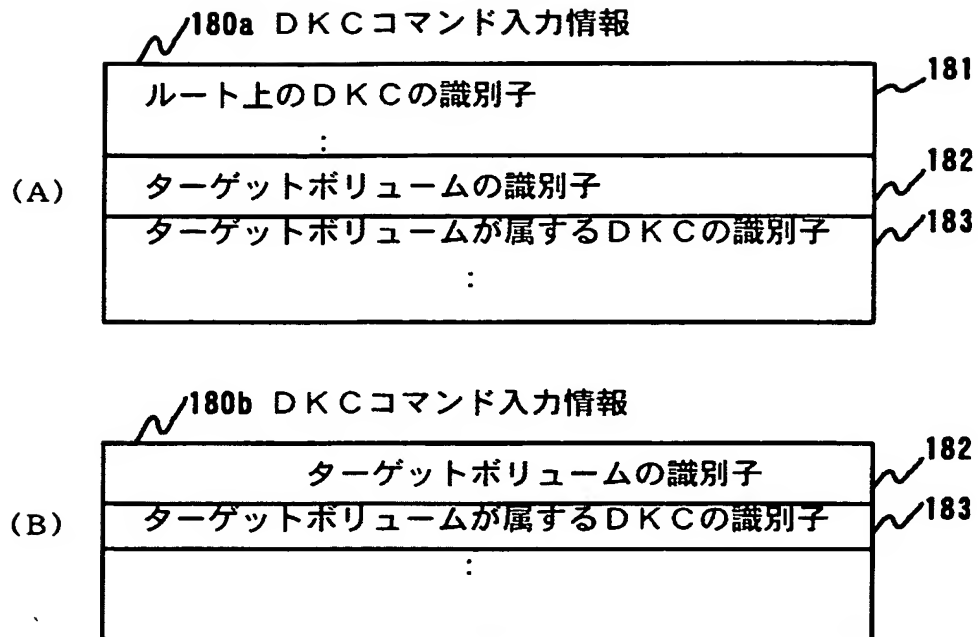 180a DKCコマンド入力情報
ルート上のDKCの識別子
:
181
(A)
ターゲットボリュームの識別子
182
ターゲットボリュームが属するDKCの識別子
:
183
180b DKCコマンド入力情報
ターゲットボリュームの識別子
182
(B)
ターゲットボリュームが属するDKCの識別子
183
: